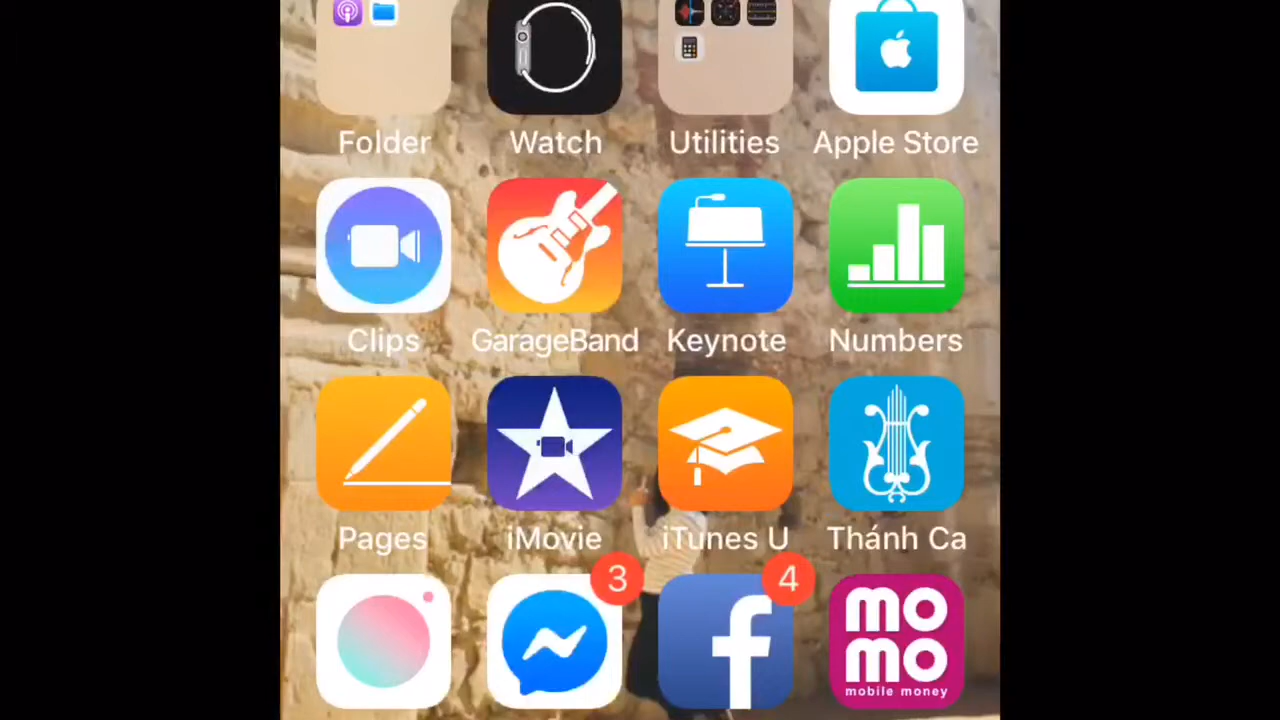 Folder Watch Utilities Apple Store
Clips GarageBand Keynote Numbers
Pages iMovie iTunes U Thánh Ca
3 4
f mo
mo
mobile money